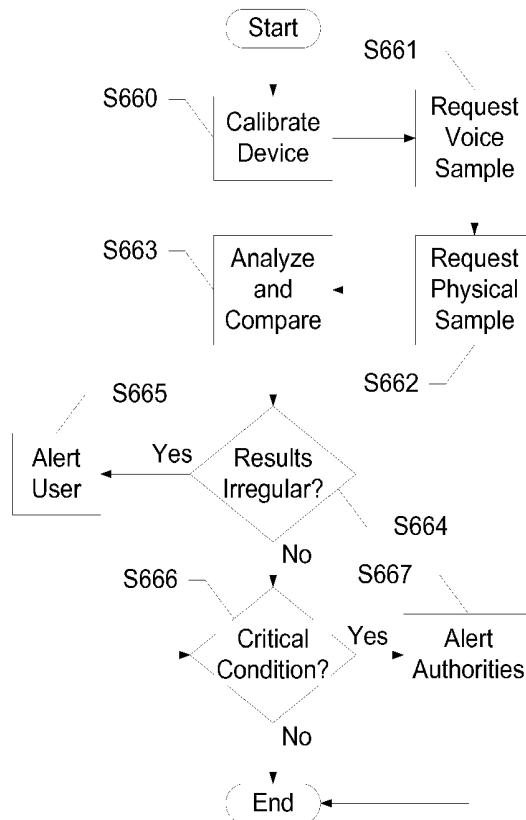 Start
S661
S660
Calibrate
Device
Request
Voice
Sample
S663
Analyze
and
Compare
Request
Physical
Sample
S662
S665
Alert
User
Yes
Results
Irregular?
S664
No
S666
S667
Critical
Condition?
Yes
Alert
Authorities
No
End